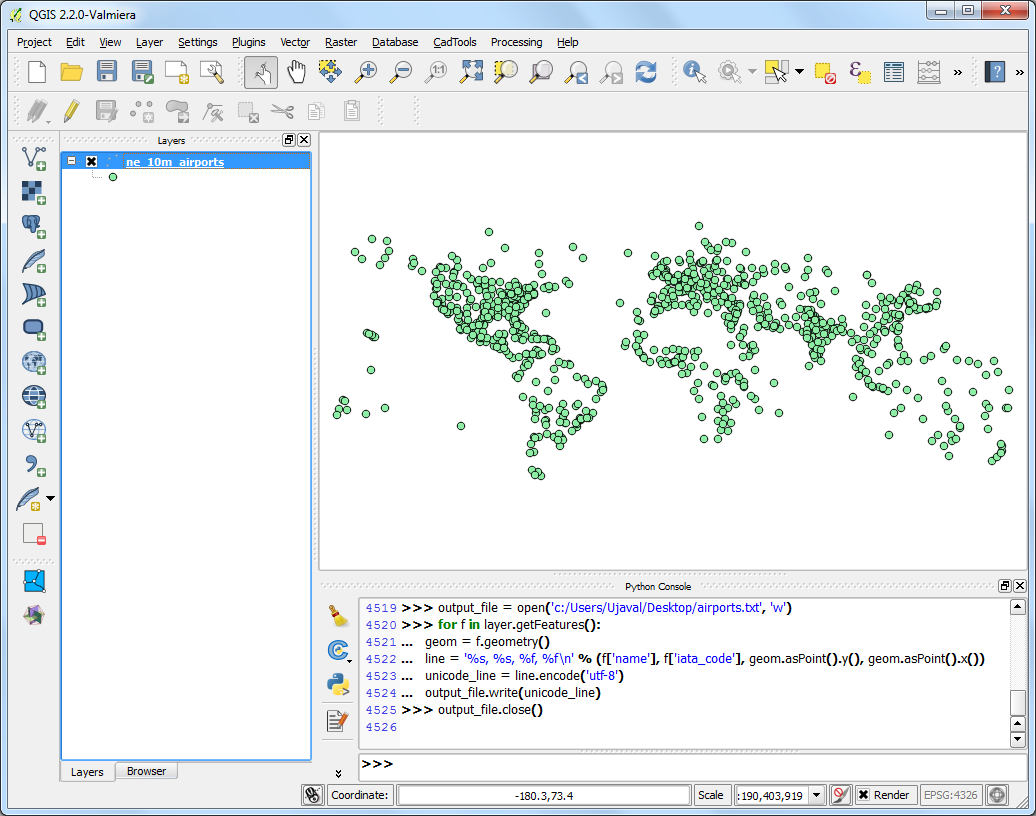 QGIS 2.2.0-Valmiera
Project Edit View Layer Settings Plugins Vector Raster Database CadTools Processing Help
1:1
»
»
Layers
ne_10m_airports
Layers Browser
Python Console
4519 >>> output_file = open('c:/Users/Ujaval/Desktop/airports.txt', 'w')
4520 >>> for f in layer.getFeatures():
4521 ... geom = f.geometry()
4522 ... line = '%s, %s, %f, %f\n' % (f['name'], f['iata_code'], geom.asPoint().y(), geom.asPoint().x())
4523 ... unicode_line = line.encode('utf-8')
4524 ... output_file.write(unicode_line)
4525 >>> output_file.close()
4526
>>>
Coordinate: -180.3,73.4 Scale :190,403,919 Render EPSG:4326